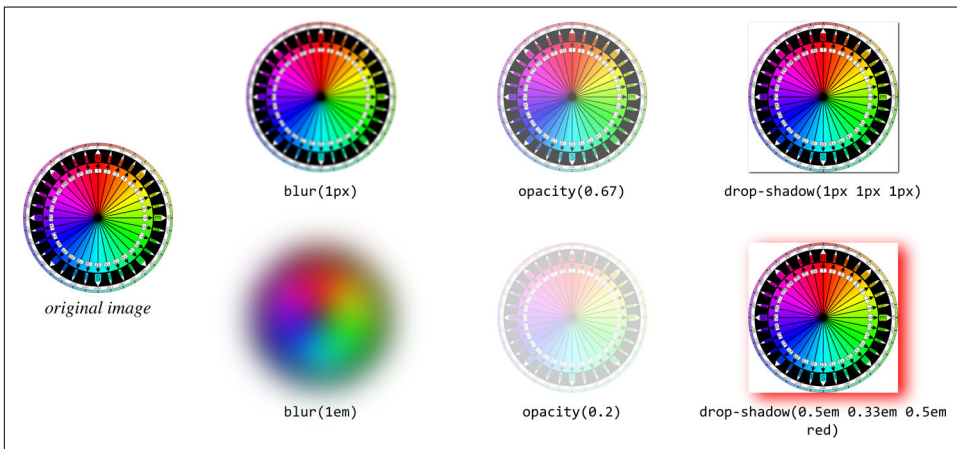 blur(1px)
opacity(0.67)
drop-shadow(1px 1px 1px)
original image
blur(1em)
opacity(0.2)
drop-shadow(0.5em 0.33em 0.5em
red)